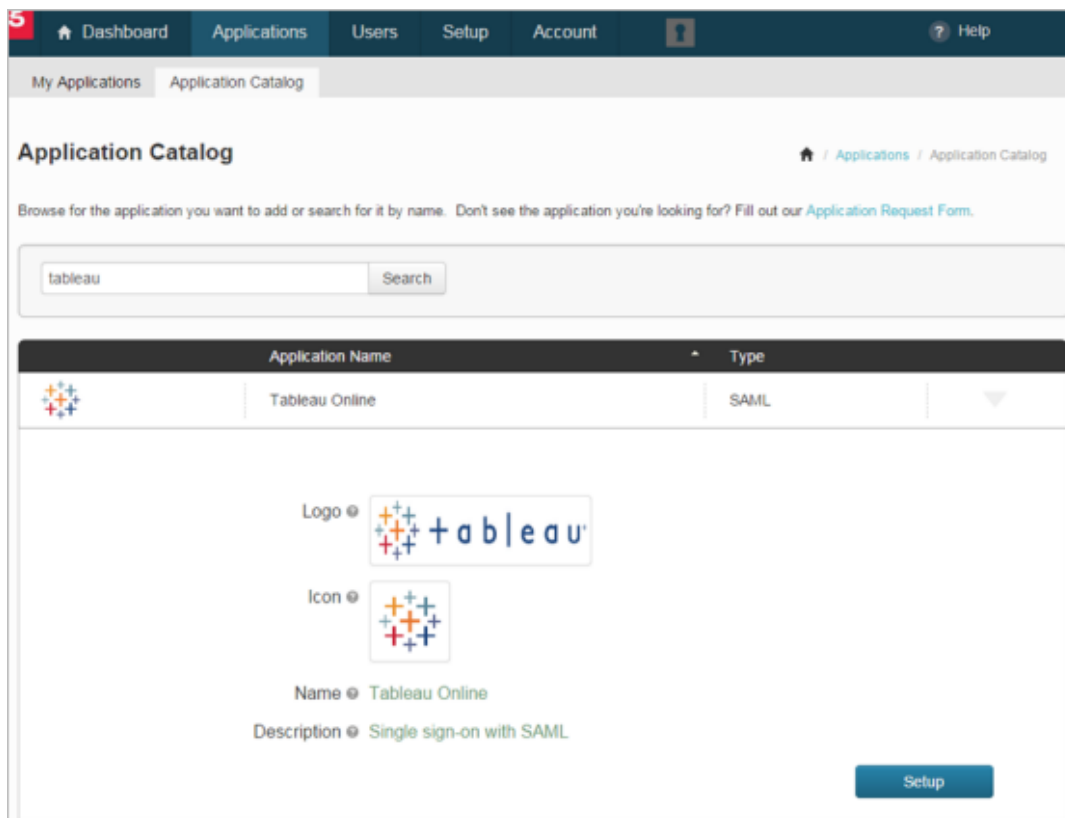 5 Dashboard Applications Users Setup Account ? Help
My Applications Application Catalog
Application Catalog / Applications / Application Catalog
Browse for the application you want to add or search for it by name. Don't see the application you're looking for? Fill out our Application Request Form.
tableau Search
Application Name Type
Tableau Online SAML
Logo tableau
Icon
Name Tableau Online
Description Single sign-on with SAML
Setup